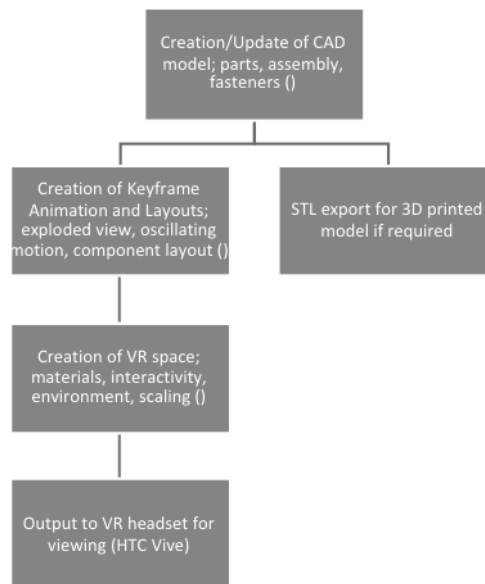 Creation/Update of CAD
model; parts, assembly,
fasteners ()
Creation of Keyframe
Animation and Layouts;
exploded view, oscillating
motion, component layout ()
STL export for 3D printed
model if required
Creation of VR space;
materials, interactivity,
environment, scaling ()
Output to VR headset for
viewing (HTC Vive)